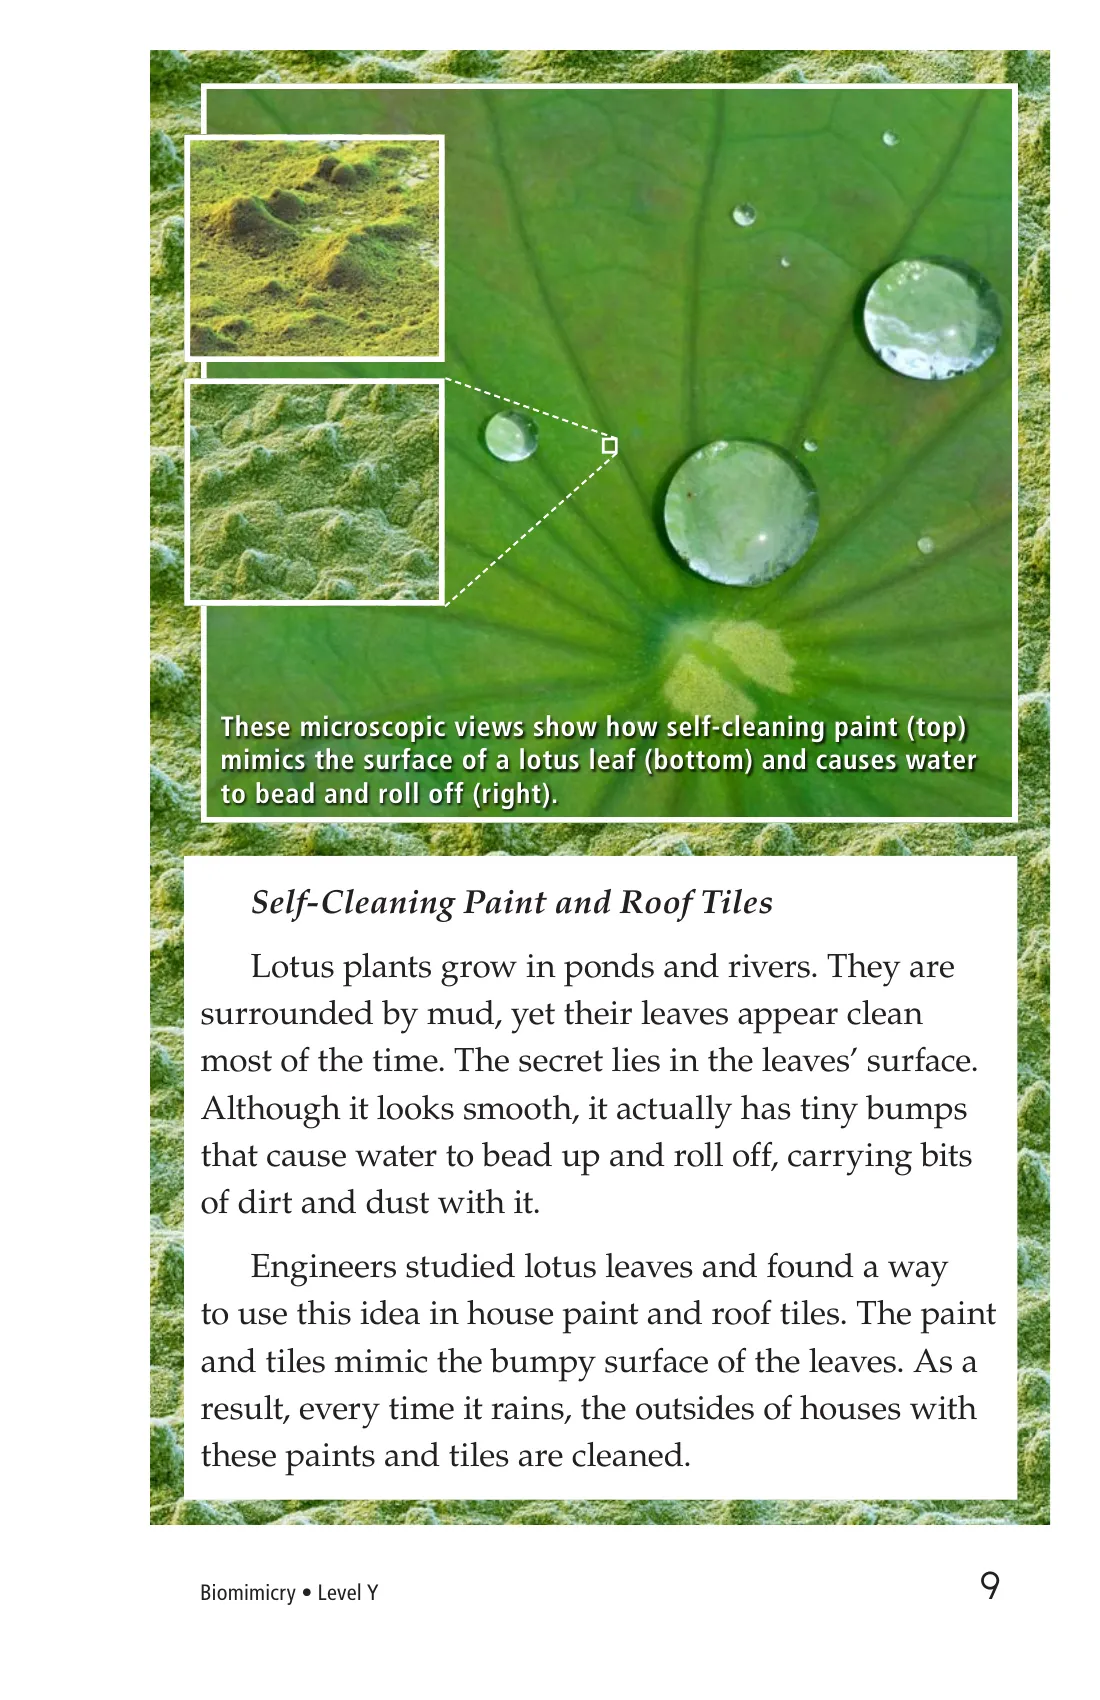 These microscopic views show how self-cleaning paint (top)
mimics the surface of a lotus leaf (bottom) and causes water
to bead and roll off (right).
Self-Cleaning Paint and Roof Tiles
Lotus plants grow in ponds and rivers. They are
surrounded by mud, yet their leaves appear clean
most of the time. The secret lies in the leaves’ surface.
Although it looks smooth, it actually has tiny bumps
that cause water to bead up and roll off, carrying bits
of dirt and dust with it.
Engineers studied lotus leaves and found a way
to use this idea in house paint and roof tiles. The paint
and tiles mimic the bumpy surface of the leaves. As a
result, every time it rains, the outsides of houses with
these paints and tiles are cleaned.
Biomimicry • Level Y
9